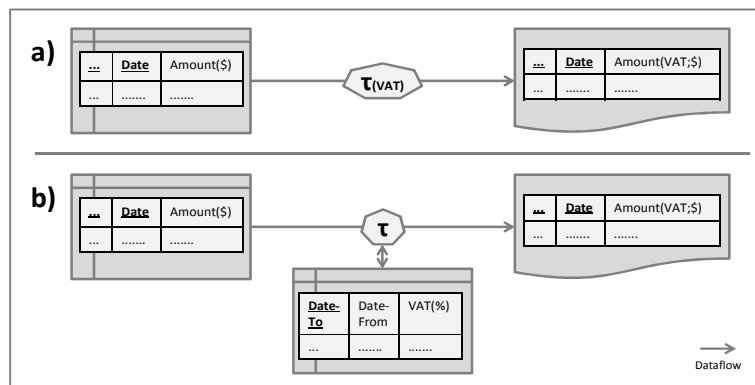 a)
... Date Amount($)
... ....... .......
τ(VAT)
... Date Amount(VAT;$)
... ....... .......
b)
... Date Amount($)
... ....... .......
τ
... Date Amount(VAT;$)
... ....... .......
Date- Date- VAT(%)
To From
... ....... .......
Dataflow